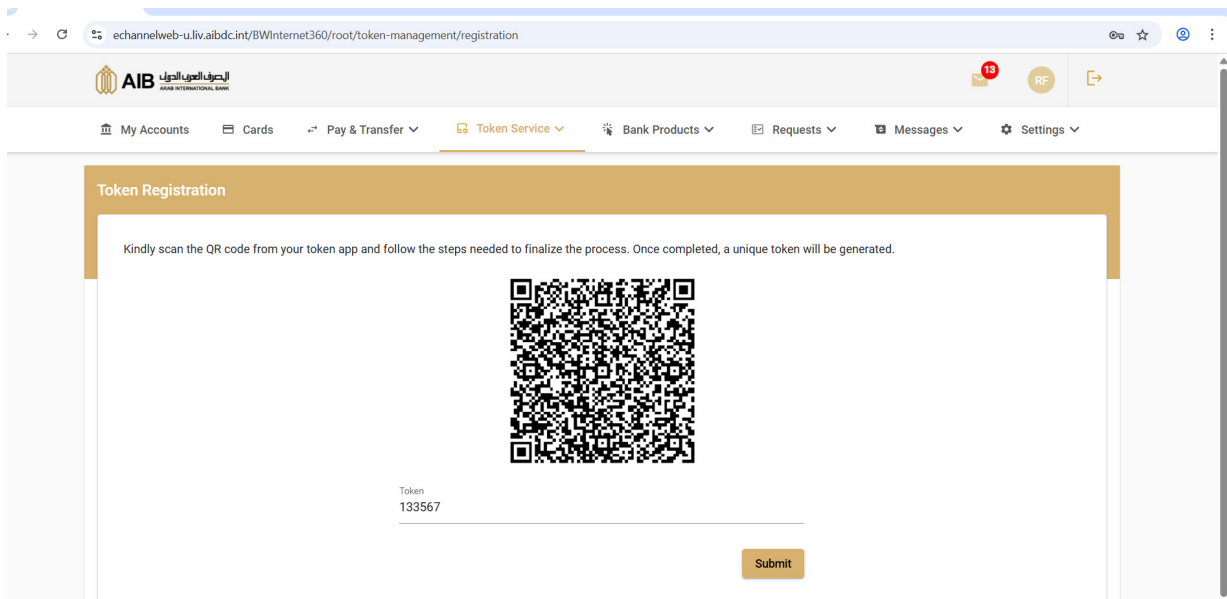 echannelweb-u.liv.aibdc.int/BWInternet360/root/token-management/registration
AIB المصرف العربي الدولي
ARAB INTERNATIONAL BANK
13
RF
My Accounts Cards Pay & Transfer Token Service Bank Products Requests Messages Settings
Token Registration
Kindly scan the QR code from your token app and follow the steps needed to finalize the process. Once completed, a unique token will be generated.
Token
133567
Submit